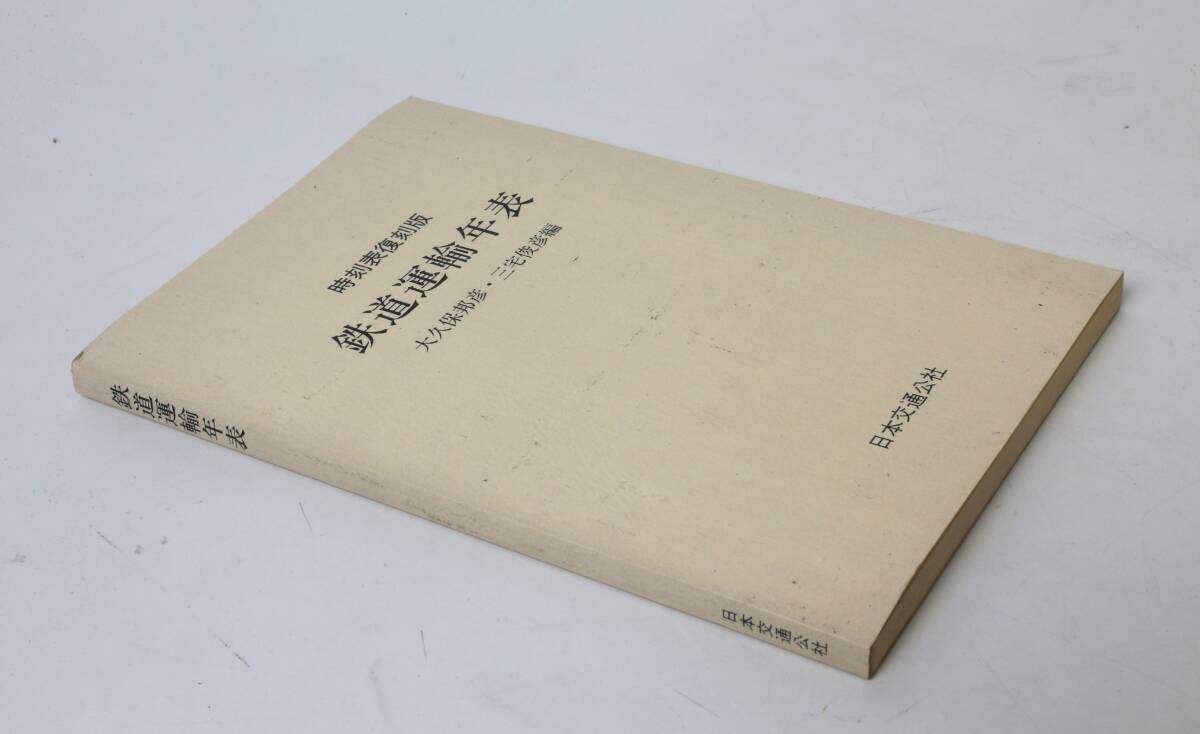 時刻表復刻版
鉄道運輸年表
大久保邦彦・三宅俊彦編
日本交通公社
鉄道運輸年表
日本交通公社